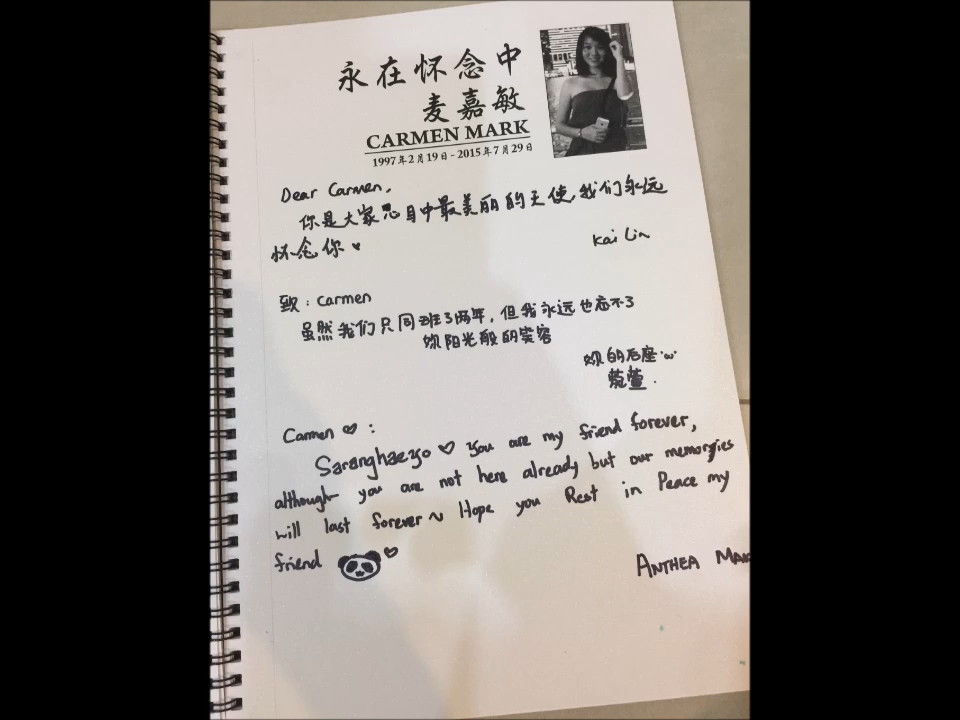 永在怀念中
麦嘉敏
CARMEN MARK
1997年2月19日 - 2015年7月29日
Dear Carmen,
你是大家心目中最美丽的天使,我们永远
怀念你 ♥
Kai Lin
致：Carmen
虽然我们只同班了两年，但我永远也忘不了
妳阳光般的笑容
妳的后座 ·ω·
Carmen ♡ :
Saranghaeyo ♡ You are my friend forever,
although you are not here already but our memories
will last forever ~ Hope you Rest in Peace my
friend ♡
ANTHEA